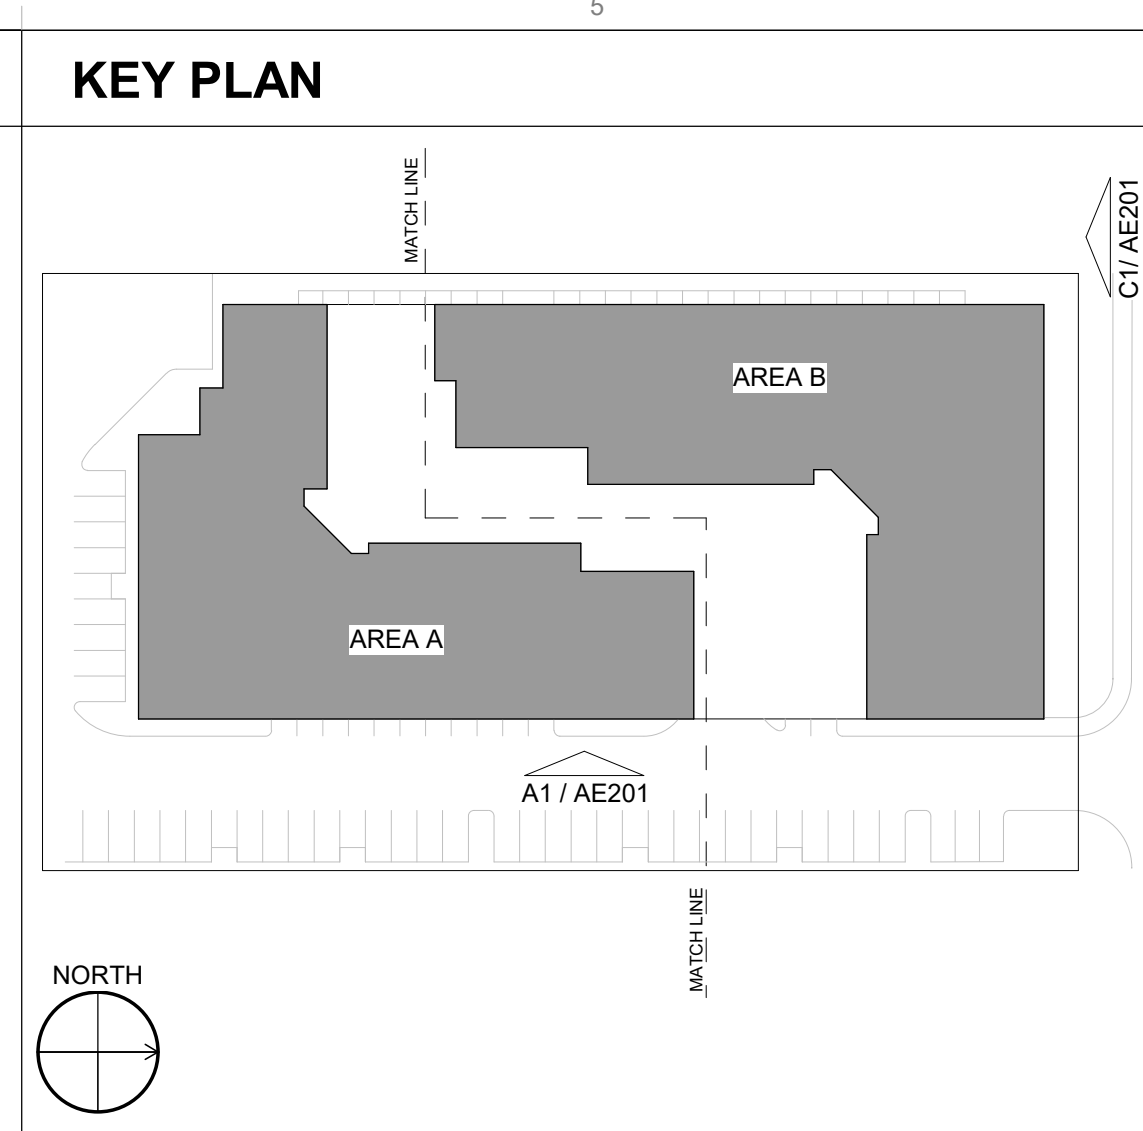 5
KEY PLAN
MATCH LINE
C1/ AE201
AREA B
AREA A
A1 / AE201
MATCH LINE
NORTH